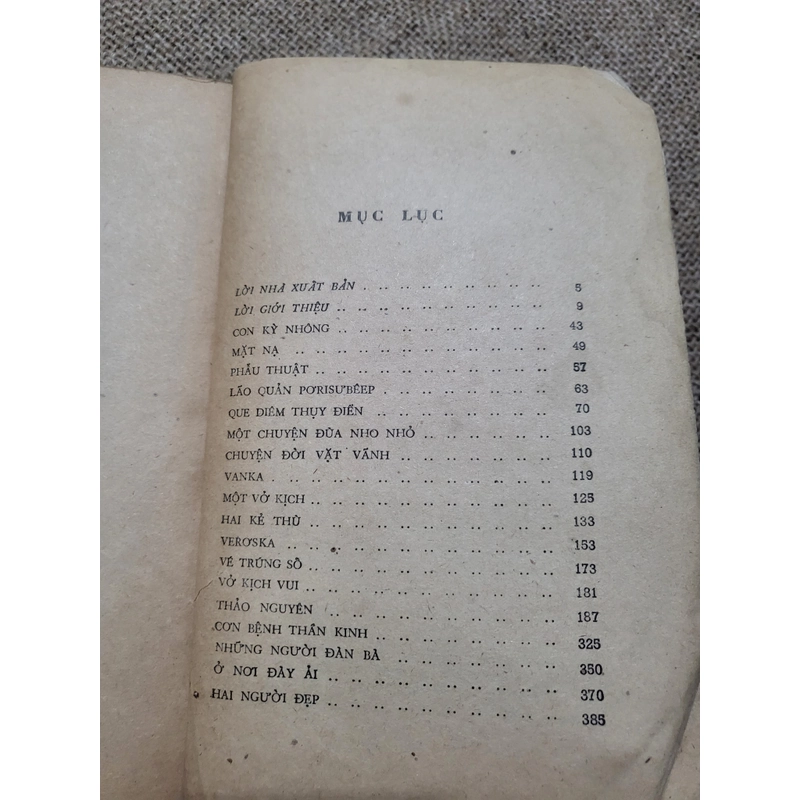 MỤC LỤC
LỜI NHÀ XUẤT BẢN . .. .. .. .. .. .. .. 5
LỜI GIỚI THIỆU .. .. .. .. .. .. .. .. 9
CON KỲ NHÔNG .. .. .. .. .. .. .. .. 43
MẶT NẠ .. .. .. .. .. .. .. .. .. 49
PHẪU THUẬT .. .. .. .. .. .. .. .. .. 57
LÃO QUẢN PƠRISƯBÊEP .. .. .. .. .. .. 63
QUE DIÊM THỤY ĐIỂN .. .. .. .. .. .. .. 70
MỘT CHUYỆN ĐÙA NHO NHỎ .. .. .. .. .. 103
CHUYỆN ĐỜI VẶT VÃNH .. .. .. .. .. .. 110
VANKA .. .. .. .. .. .. .. .. .. .. 119
MỘT VỞ KỊCH .. .. .. .. .. .. .. .. .. 125
HAI KẺ THÙ .. .. .. .. .. .. .. .. .. 133
VEROSKA .. .. .. .. .. .. .. .. .. .. 153
VÉ TRÚNG SỐ .. .. .. .. .. .. .. .. .. 173
VỞ KỊCH VUI .. .. .. .. .. .. .. .. .. 181
THẢO NGUYÊN .. .. .. .. .. .. .. .. .. 187
CƠN BỆNH THẦN KINH .. .. .. .. .. .. .. 325
NHỮNG NGƯỜI ĐÀN BÀ .. .. .. .. .. .. 350
Ở NƠI ĐÀY ẢI .. .. .. .. .. .. .. .. .. 370
HAI NGƯỜI ĐẸP .. .. .. .. .. .. .. .. 385